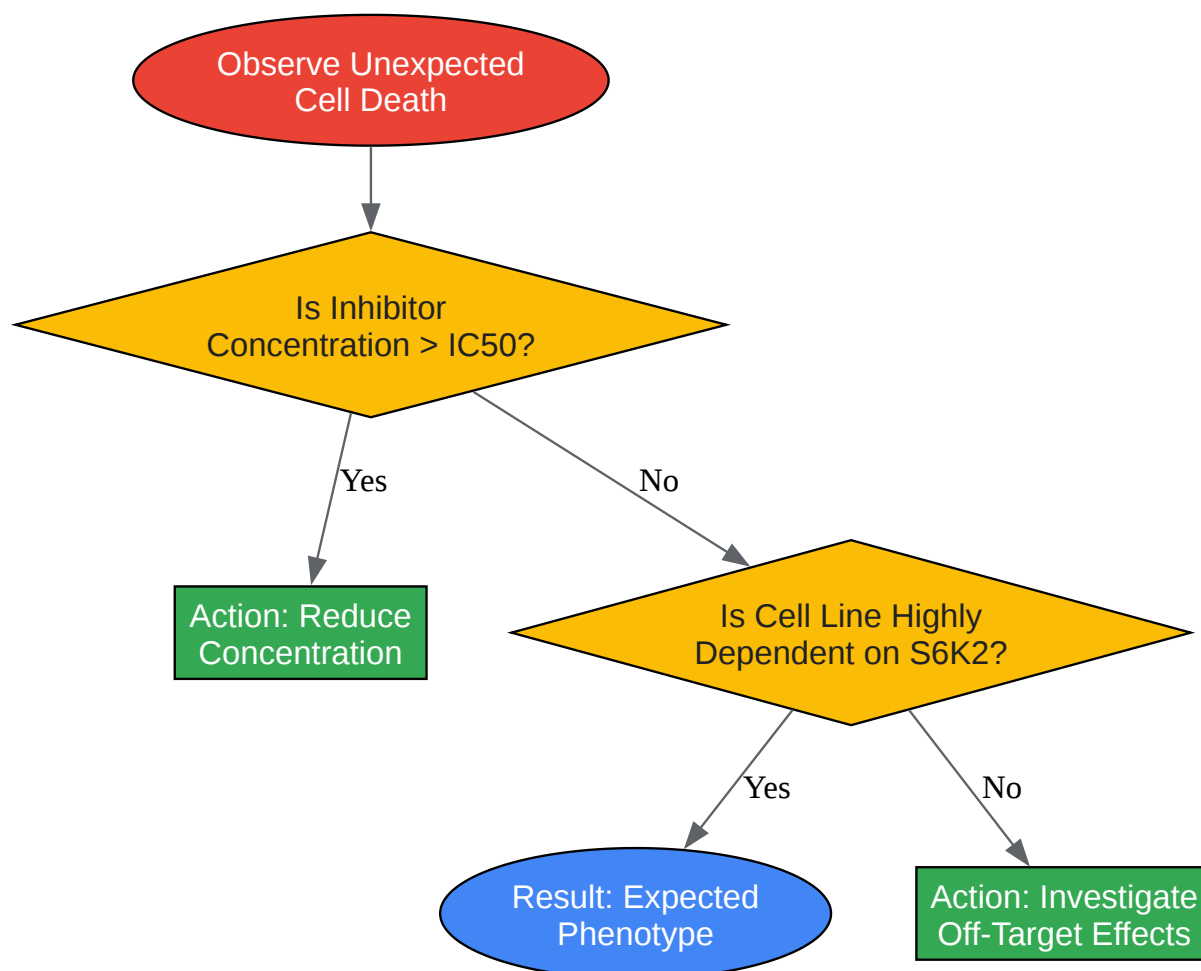 Observe Unexpected
Cell Death
Is Inhibitor
Concentration > IC50?
Yes
No
Action: Reduce
Concentration
Is Cell Line Highly
Dependent on S6K2?
Yes
No
Result: Expected
Phenotype
Action: Investigate
Off-Target Effects